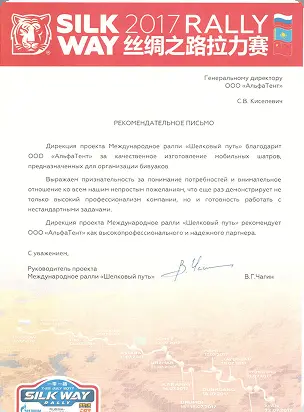 SILK WAY 2017 RALLY
丝绸之路拉力赛
Генеральному директору
ООО «АльфаТент»
С.В. Киселевич
РЕКОМЕНДАТЕЛЬНОЕ ПИСЬМО
Дирекция проекта Международное ралли «Шелковый путь» благодарит
ООО «АльфаТент» за качественное изготовление мобильных шатров,
предназначенных для организации бивуаков.
Выражаем признательность за понимание потребностей и внимательное
отношение ко всем нашим непростым пожеланиям, что еще раз демонстрирует не
только высокий профессионализм компании, но и готовность работать с
нестандартными задачами.
Дирекция проекта Международное ралли «Шелковый путь» рекомендует
ООО «АльфаТент» как высокопрофессионального и надежного партнера.
С уважением,
Руководитель проекта
Международное ралли «Шелковый путь»
В.Г.Чагин
SILK WAY
RALLY